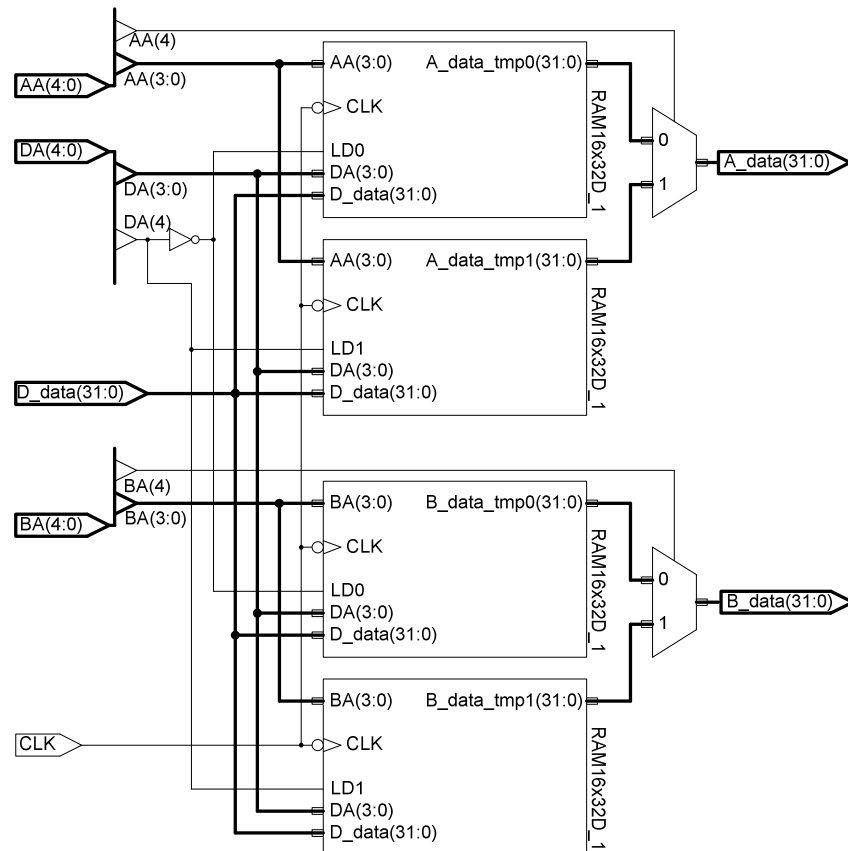 AA(4)
AA(3:0)
AA(4:0)
DA(4:0)
DA(3:0)
DA(4)
AA(3:0)
A_data_tmp0(31:0)
CLK
LD0
DA(3:0)
D_data(31:0)
RAM16x32D_1
0
1
A_data(31:0)
AA(3:0)
A_data_tmp1(31:0)
CLK
LD1
DA(3:0)
D_data(31:0)
RAM16x32D_1
D_data(31:0)
BA(4)
BA(3:0)
BA(4:0)
BA(3:0)
B_data_tmp0(31:0)
CLK
LD0
DA(3:0)
D_data(31:0)
RAM16x32D_1
0
1
B_data(31:0)
BA(3:0)
B_data_tmp1(31:0)
CLK
CLK
LD1
DA(3:0)
D_data(31:0)
RAM16x32D_1